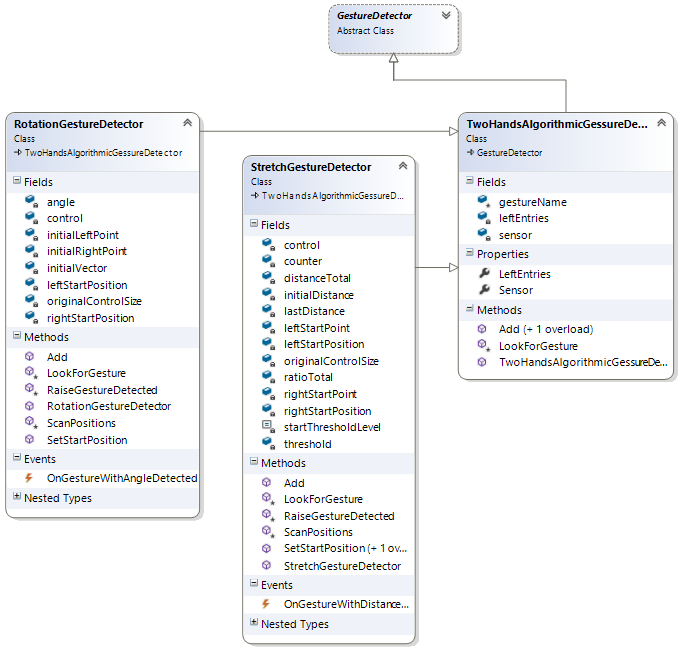 GestureDetector
Abstract Class
RotationGestureDetector
Class
TwoHandsAlgorithmicGessureDetector
Fields
angle
control
initialLeftPoint
initialRightPoint
initialVector
leftStartPosition
originalControlSize
rightStartPosition
Methods
Add
LookForGesture
RaiseGestureDetected
RotationGestureDetector
ScanPositions
SetStartPosition
Events
OnGestureWithAngleDetected
Nested Types
StretchGestureDetector
Class
TwoHandsAlgorithmicGessureD...
Fields
control
counter
distanceTotal
initialDistance
lastDistance
leftStartPoint
leftStartPosition
originalControlSize
ratioTotal
rightStartPoint
rightStartPosition
startThresholdLevel
threshold
Methods
Add
LookForGesture
RaiseGestureDetected
ScanPositions
SetStartPosition (+ 1 ov...
StretchGestureDetector
Events
OnGestureWithDistance...
Nested Types
TwoHandsAlgorithmicGessureDe...
Class
GestureDetector
Fields
gestureName
leftEntries
sensor
Properties
LeftEntries
Sensor
Methods
Add (+ 1 overload)
LookForGesture
TwoHandsAlgorithmicGessureDe...